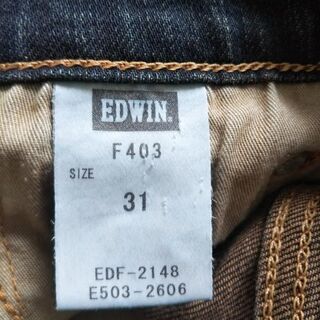 EDWIN.
F403
SIZE
31
EDF-2148
E503-2606